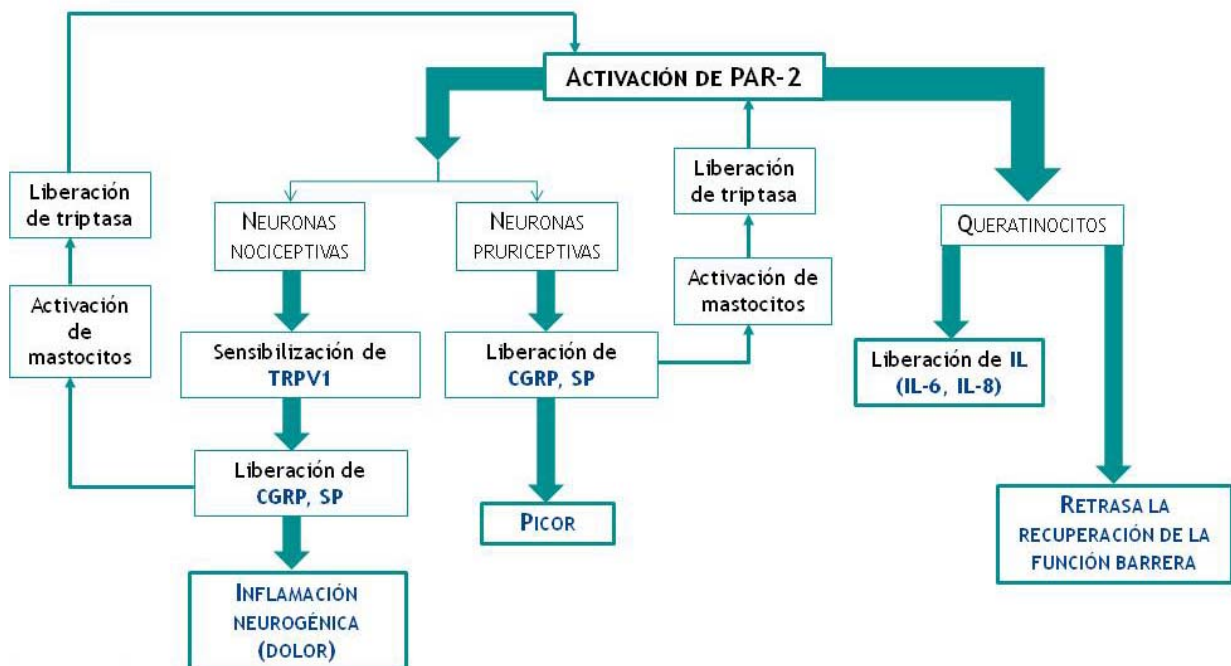 ACTIVACIÓN DE PAR-2
Liberación
de triptasa
Activación
de
mastocitos
NEURONAS
NOCICEPTIVAS
Sensibilización de
TRPV1
Liberación de
CGRP, SP
INFLAMACIÓN
NEUROGÉNICA
(DOLOR)
NEURONAS
PRURICEPTIVAS
Liberación de
CGRP, SP
PICOR
Liberación
de triptasa
Activación de
mastocitos
QUERATINOCITOS
Liberación de IL
(IL-6, IL-8)
RETRASA LA
RECUPERACIÓN DE LA
FUNCIÓN BARRERA